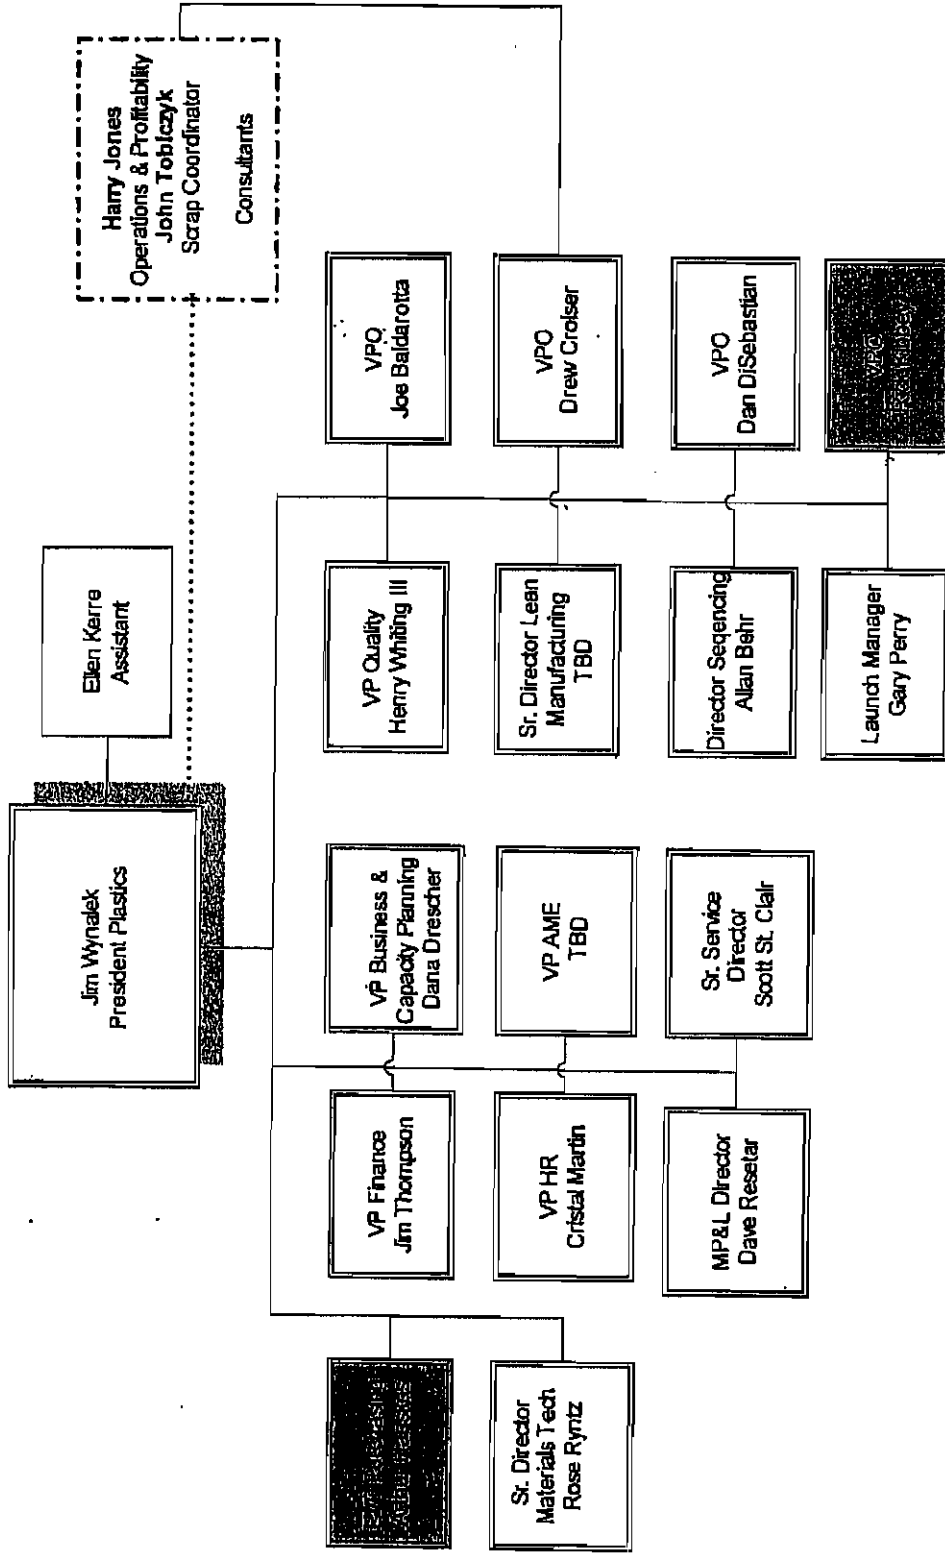 Jim Wynalek
President Plastics
Ellen Kerre
Assistant
Harry Jones
Operations & Profitability
John Tobiczyk
Scrap Coordinator
Consultants
VP Purchasing
Sr. Director
Materials Tech
Rose Ryntz
VP Finance
Jim Thompson
VP Business &
Capacity Planning
Dana Drescher
VP HR
Cristal Martin
VP AME
TBD
MP&L Director
Dave Resetar
Sr. Service
Director
Scott St. Clair
VP Quality
Henry Whiting III
VPO
Joe Baldarotta
Sr. Director Lean
Manufacturing
TBD
VPO
Drew Croiser
Director Seqencing
Allan Behr
VPO
Dan DiSebastian
Launch Manager
Gary Perry
VPO